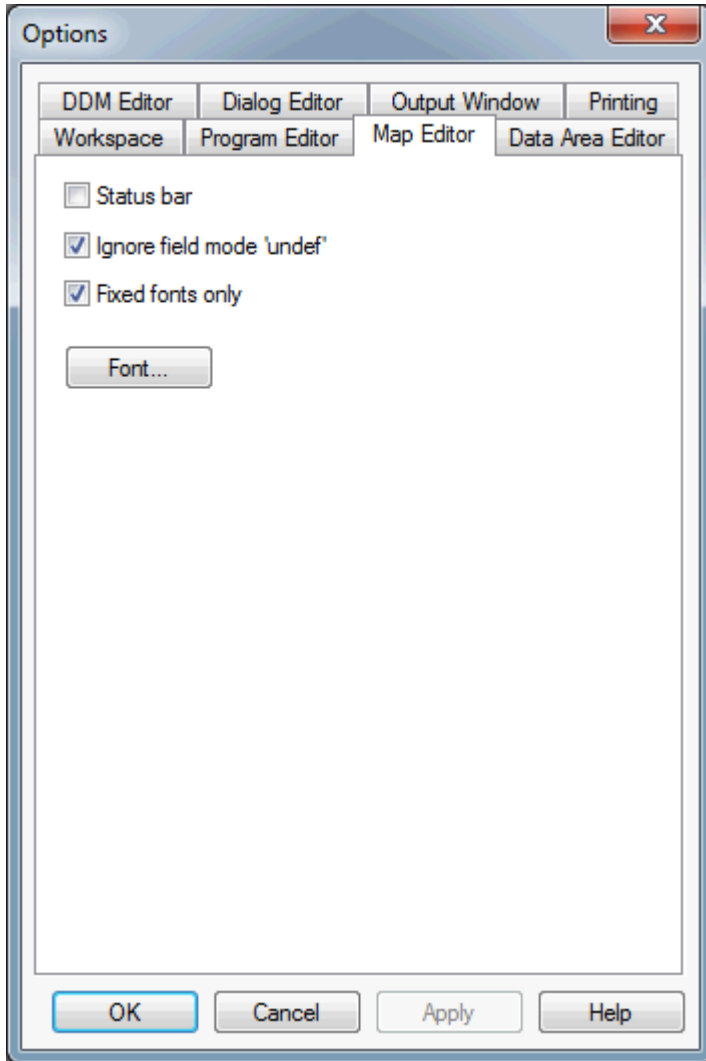 Options
DDM Editor Dialog Editor Output Window Printing
Workspace Program Editor Map Editor Data Area Editor
Status bar
Ignore field mode 'undef'
Fixed fonts only
Font...
OK Cancel Apply Help